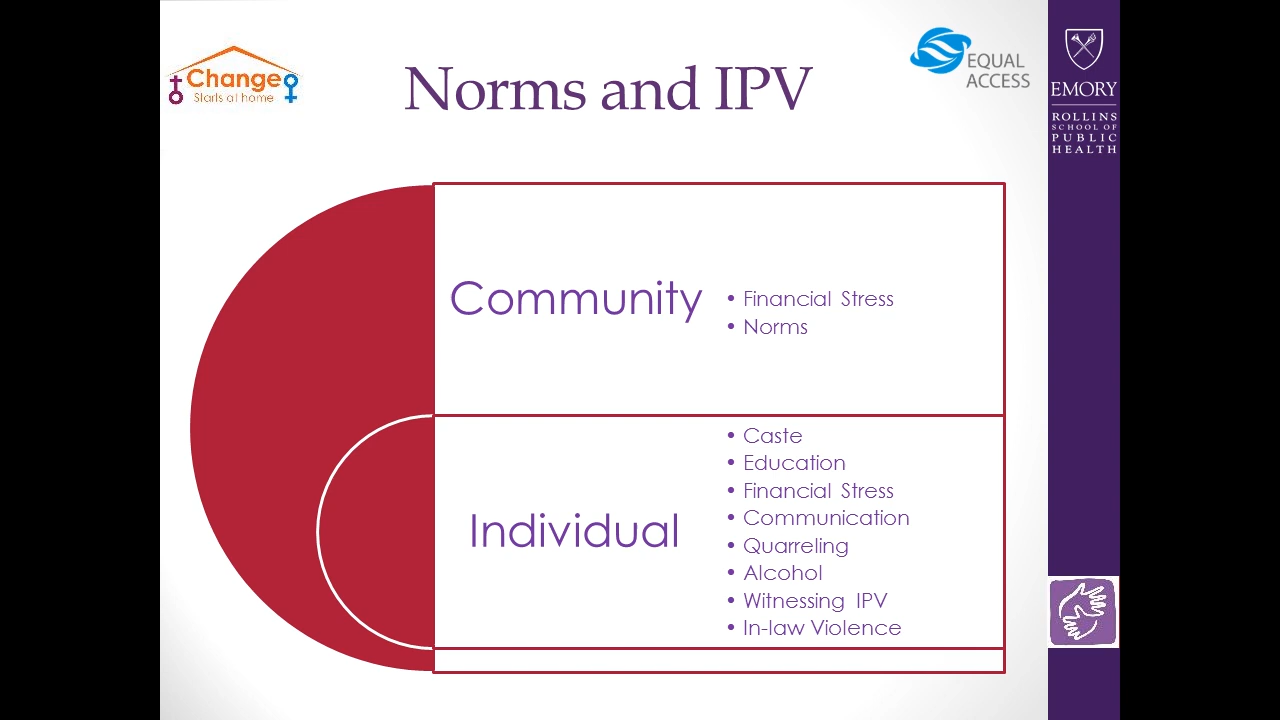 Change
Starts at home
Norms and IPV
EQUAL
ACCESS
EMORY
ROLLINS
SCHOOL OF
PUBLIC
HEALTH
Community
• Financial Stress
• Norms
Individual
• Caste
• Education
• Financial Stress
• Communication
• Quarreling
• Alcohol
• Witnessing IPV
• In-law Violence